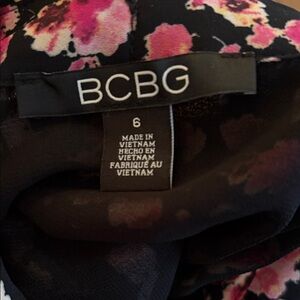 BCBG
6
MADE IN
VIETNAM
HECHO EN
VIETNAM
FABRIQUÉ AU
VIETNAM